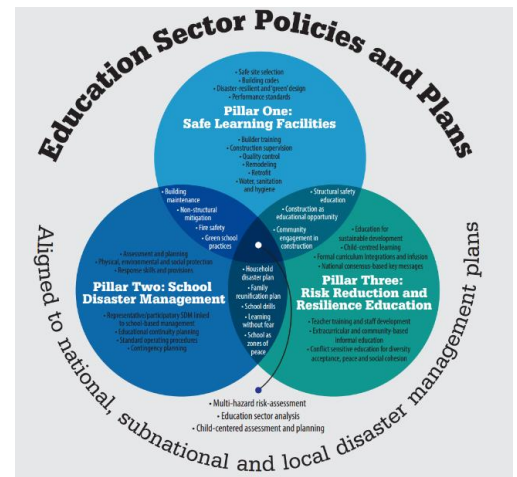 Education Sector Policies and Plans
• Safe site selection
• Building codes
• Disaster-resilient and 'green' design
• Performance standards
Pillar One:
Safe Learning Facilities
• Builder training
• Construction supervision
• Quality control
• Remodeling
• Retrofit
• Water, sanitation
and hygiene
• Building
maintenance
• Non-structural
mitigation
• Fire safety
• Green school
practices
• Structural safety
education
• Construction as
educational opportunity
• Community
engagement in
construction
• Assessment and planning
• Physical, environmental and social protection
• Response skills and provisions
Pillar Two: School
Disaster Management
• Representative/participatory SDM linked
to school-based management
• Educational continuity planning
• Standard operating procedures
• Contingency planning
• Household
disaster plan
• Family
reunification plan
• School drills
• Learning
without fear
• School as
zones of
peace
• Education for
sustainable development
• Child-centred learning
• Formal curriculum integrations and infusion
• National consensus-based key messages
Pillar Three:
Risk Reduction and
Resilience Education
• Teacher training and staff development
• Extracurricular and community-based
informal education
• Conflict sensitive education for diversity
acceptance, peace and social cohesion
• Multi-hazard risk-assessment
• Education sector analysis
• Child-centered assessment and planning
Aligned to national, subnational and local disaster management plans